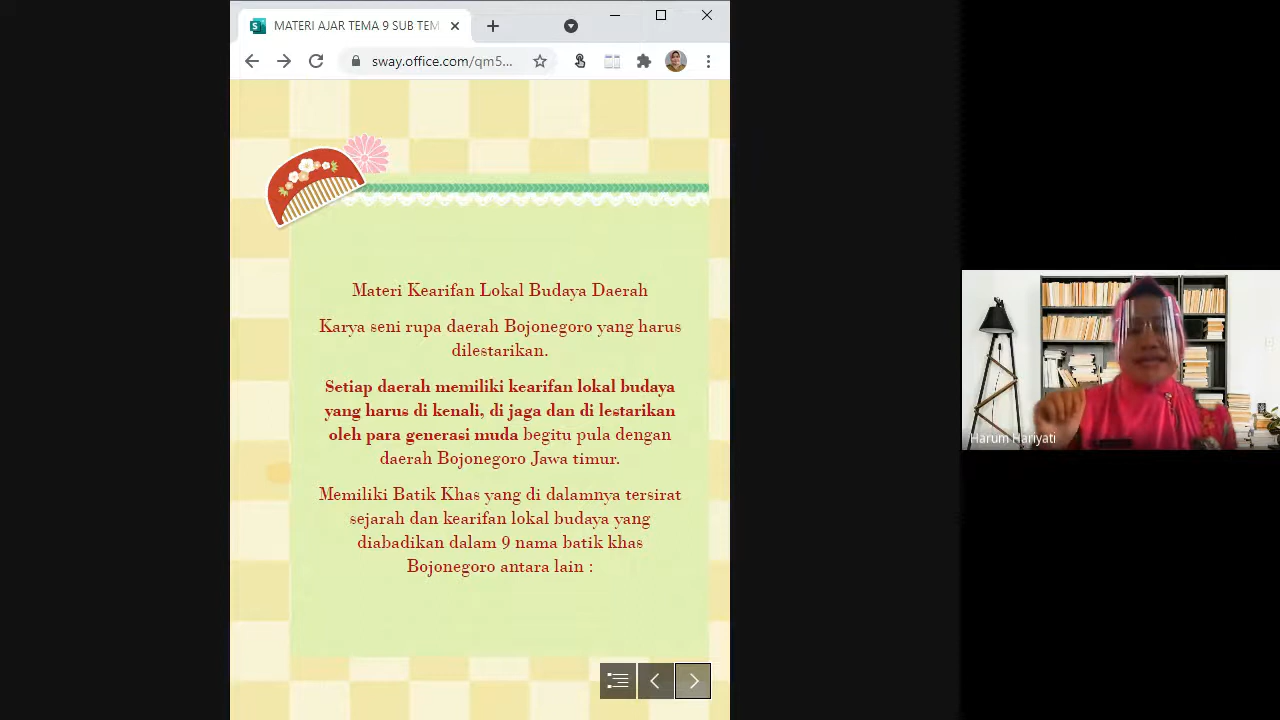 MATERI AJAR TEMA 9 SUB TEM
sway.office.com/qm5...
Materi Kearifan Lokal Budaya Daerah
Karya seni rupa daerah Bojonegoro yang harus
dilestarikan.
Setiap daerah memiliki kearifan lokal budaya
yang harus di kenali, di jaga dan di lestarikan
oleh para generasi muda begitu pula dengan
daerah Bojonegoro Jawa timur.
Memiliki Batik Khas yang di dalamnya tersirat
sejarah dan kearifan lokal budaya yang
diabadikan dalam 9 nama batik khas
Bojonegoro antara lain :
Harum Hariyati